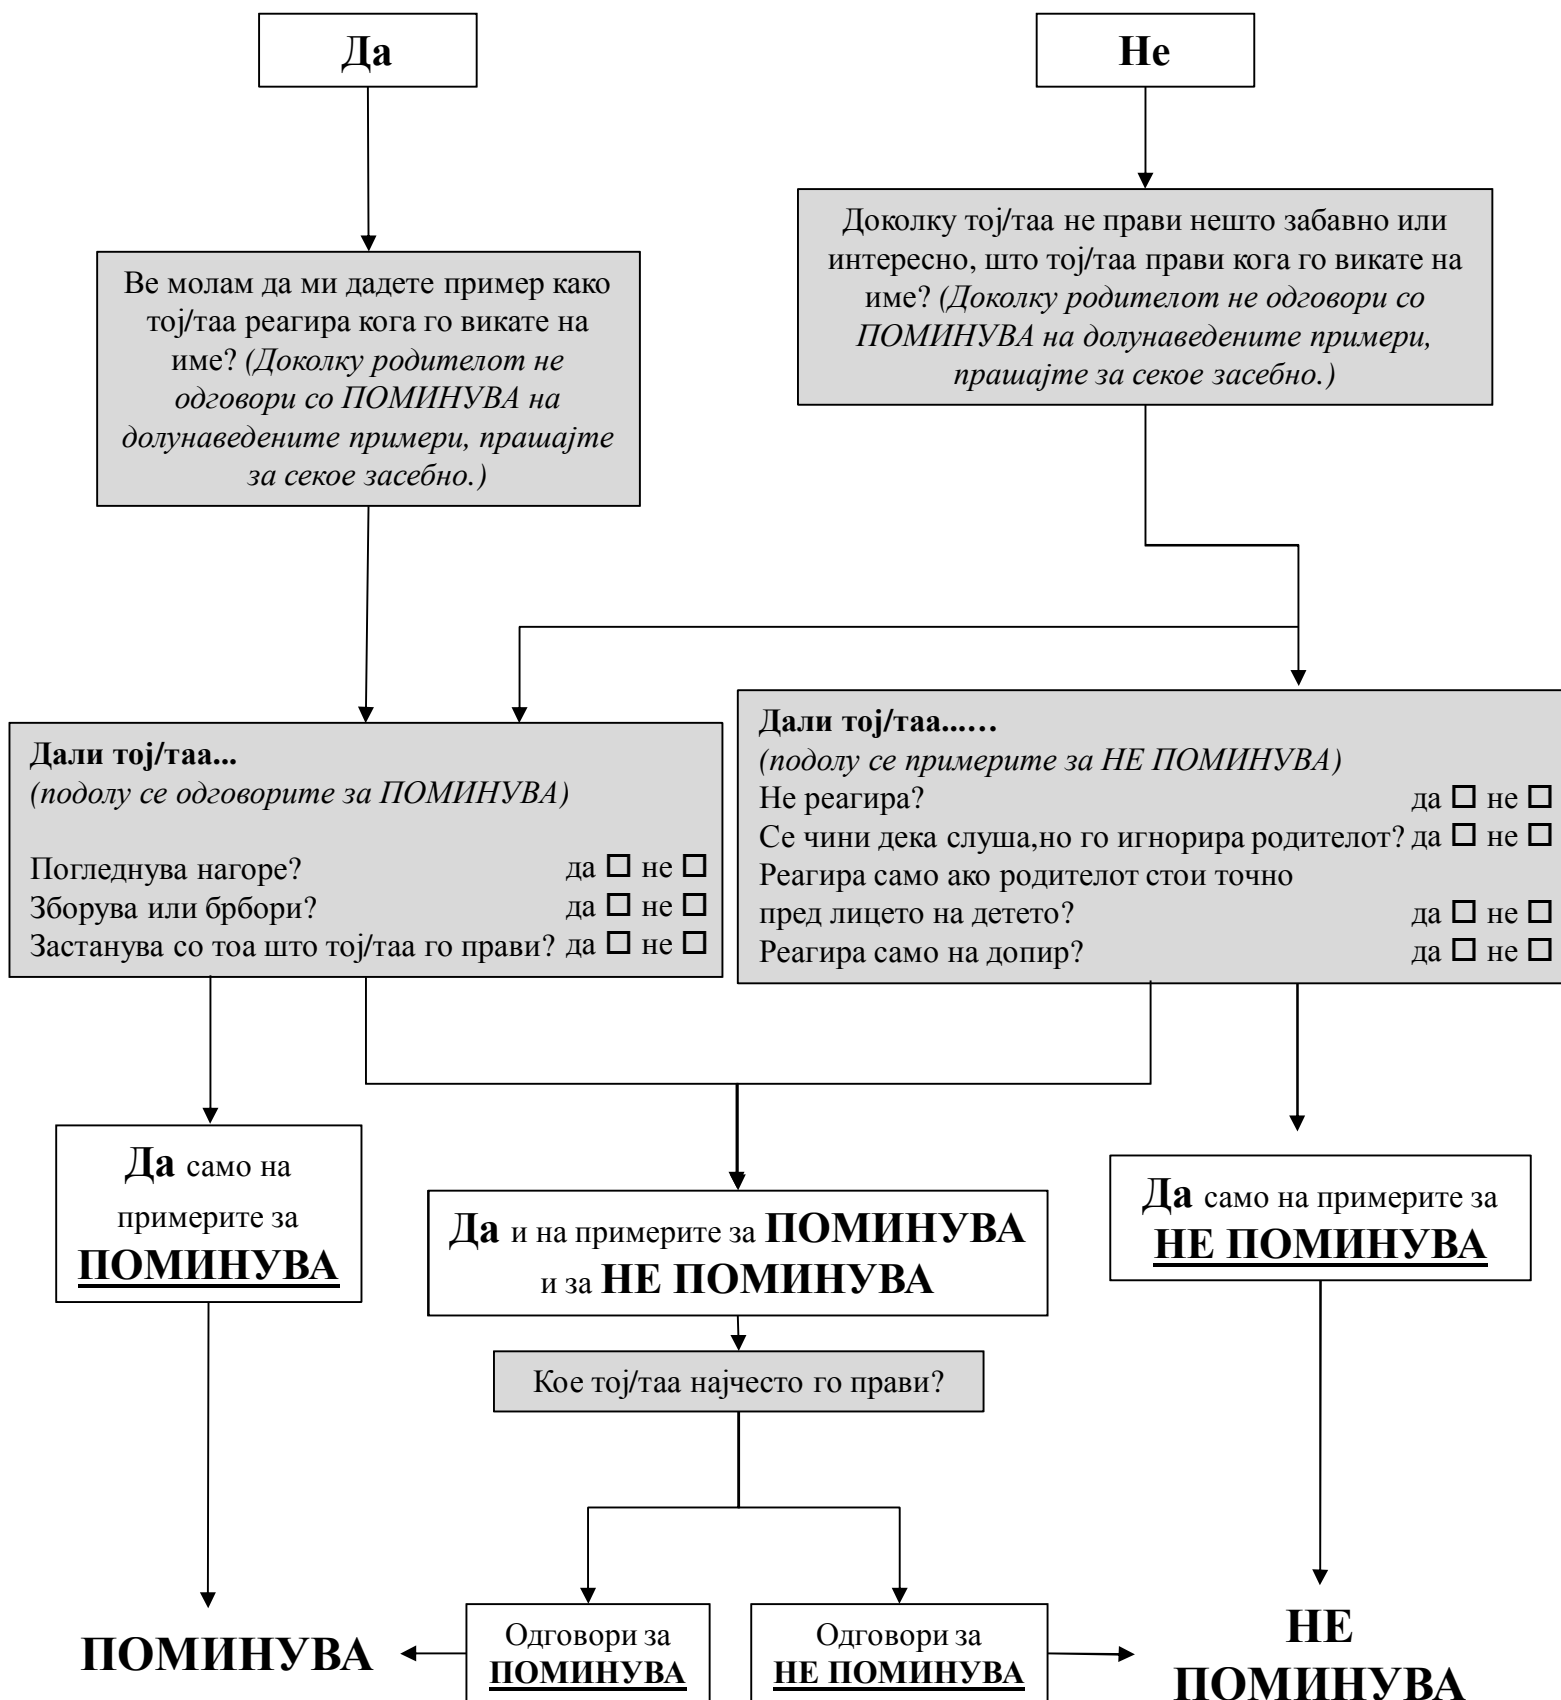 Да
Не
Ве молам да ми дадете пример како
тој/таа реагира кога го викате на
име? (Доколку родителот не
одговори со ПОМИНУВА на
долунаведените примери, прашајте
за секое засебно.)
Доколку тој/таа не прави нешто забавно или
интересно, што тој/таа прави кога го викате на
име? (Доколку родителот не одговори со
ПОМИНУВА на долунаведените примери,
прашајте за секое засебно.)
Дали тој/таа...
(подолу се одговорите за ПОМИНУВА)
Погледнува нагоре? да ☐ не ☐
Зборува или брбори? да ☐ не ☐
Застанува со тоа што тој/таа го прави? да ☐ не ☐
Дали тој/таа...…
(подолу се примерите за НЕ ПОМИНУВА)
Не реагира? да ☐ не ☐
Се чини дека слуша,но го игнорира родителот? да ☐ не ☐
Реагира само ако родителот стои точно
пред лицето на детето? да ☐ не ☐
Реагира само на допир? да ☐ не ☐
Да само на
примерите за
ПОМИНУВА
Да и на примерите за ПОМИНУВА
и за НЕ ПОМИНУВА
Да само на примерите за
НЕ ПОМИНУВА
Кое тој/таа најчесто го прави?
ПОМИНУВА
Одговори за
ПОМИНУВА
Одговори за
НЕ ПОМИНУВА
НЕ
ПОМИНУВА